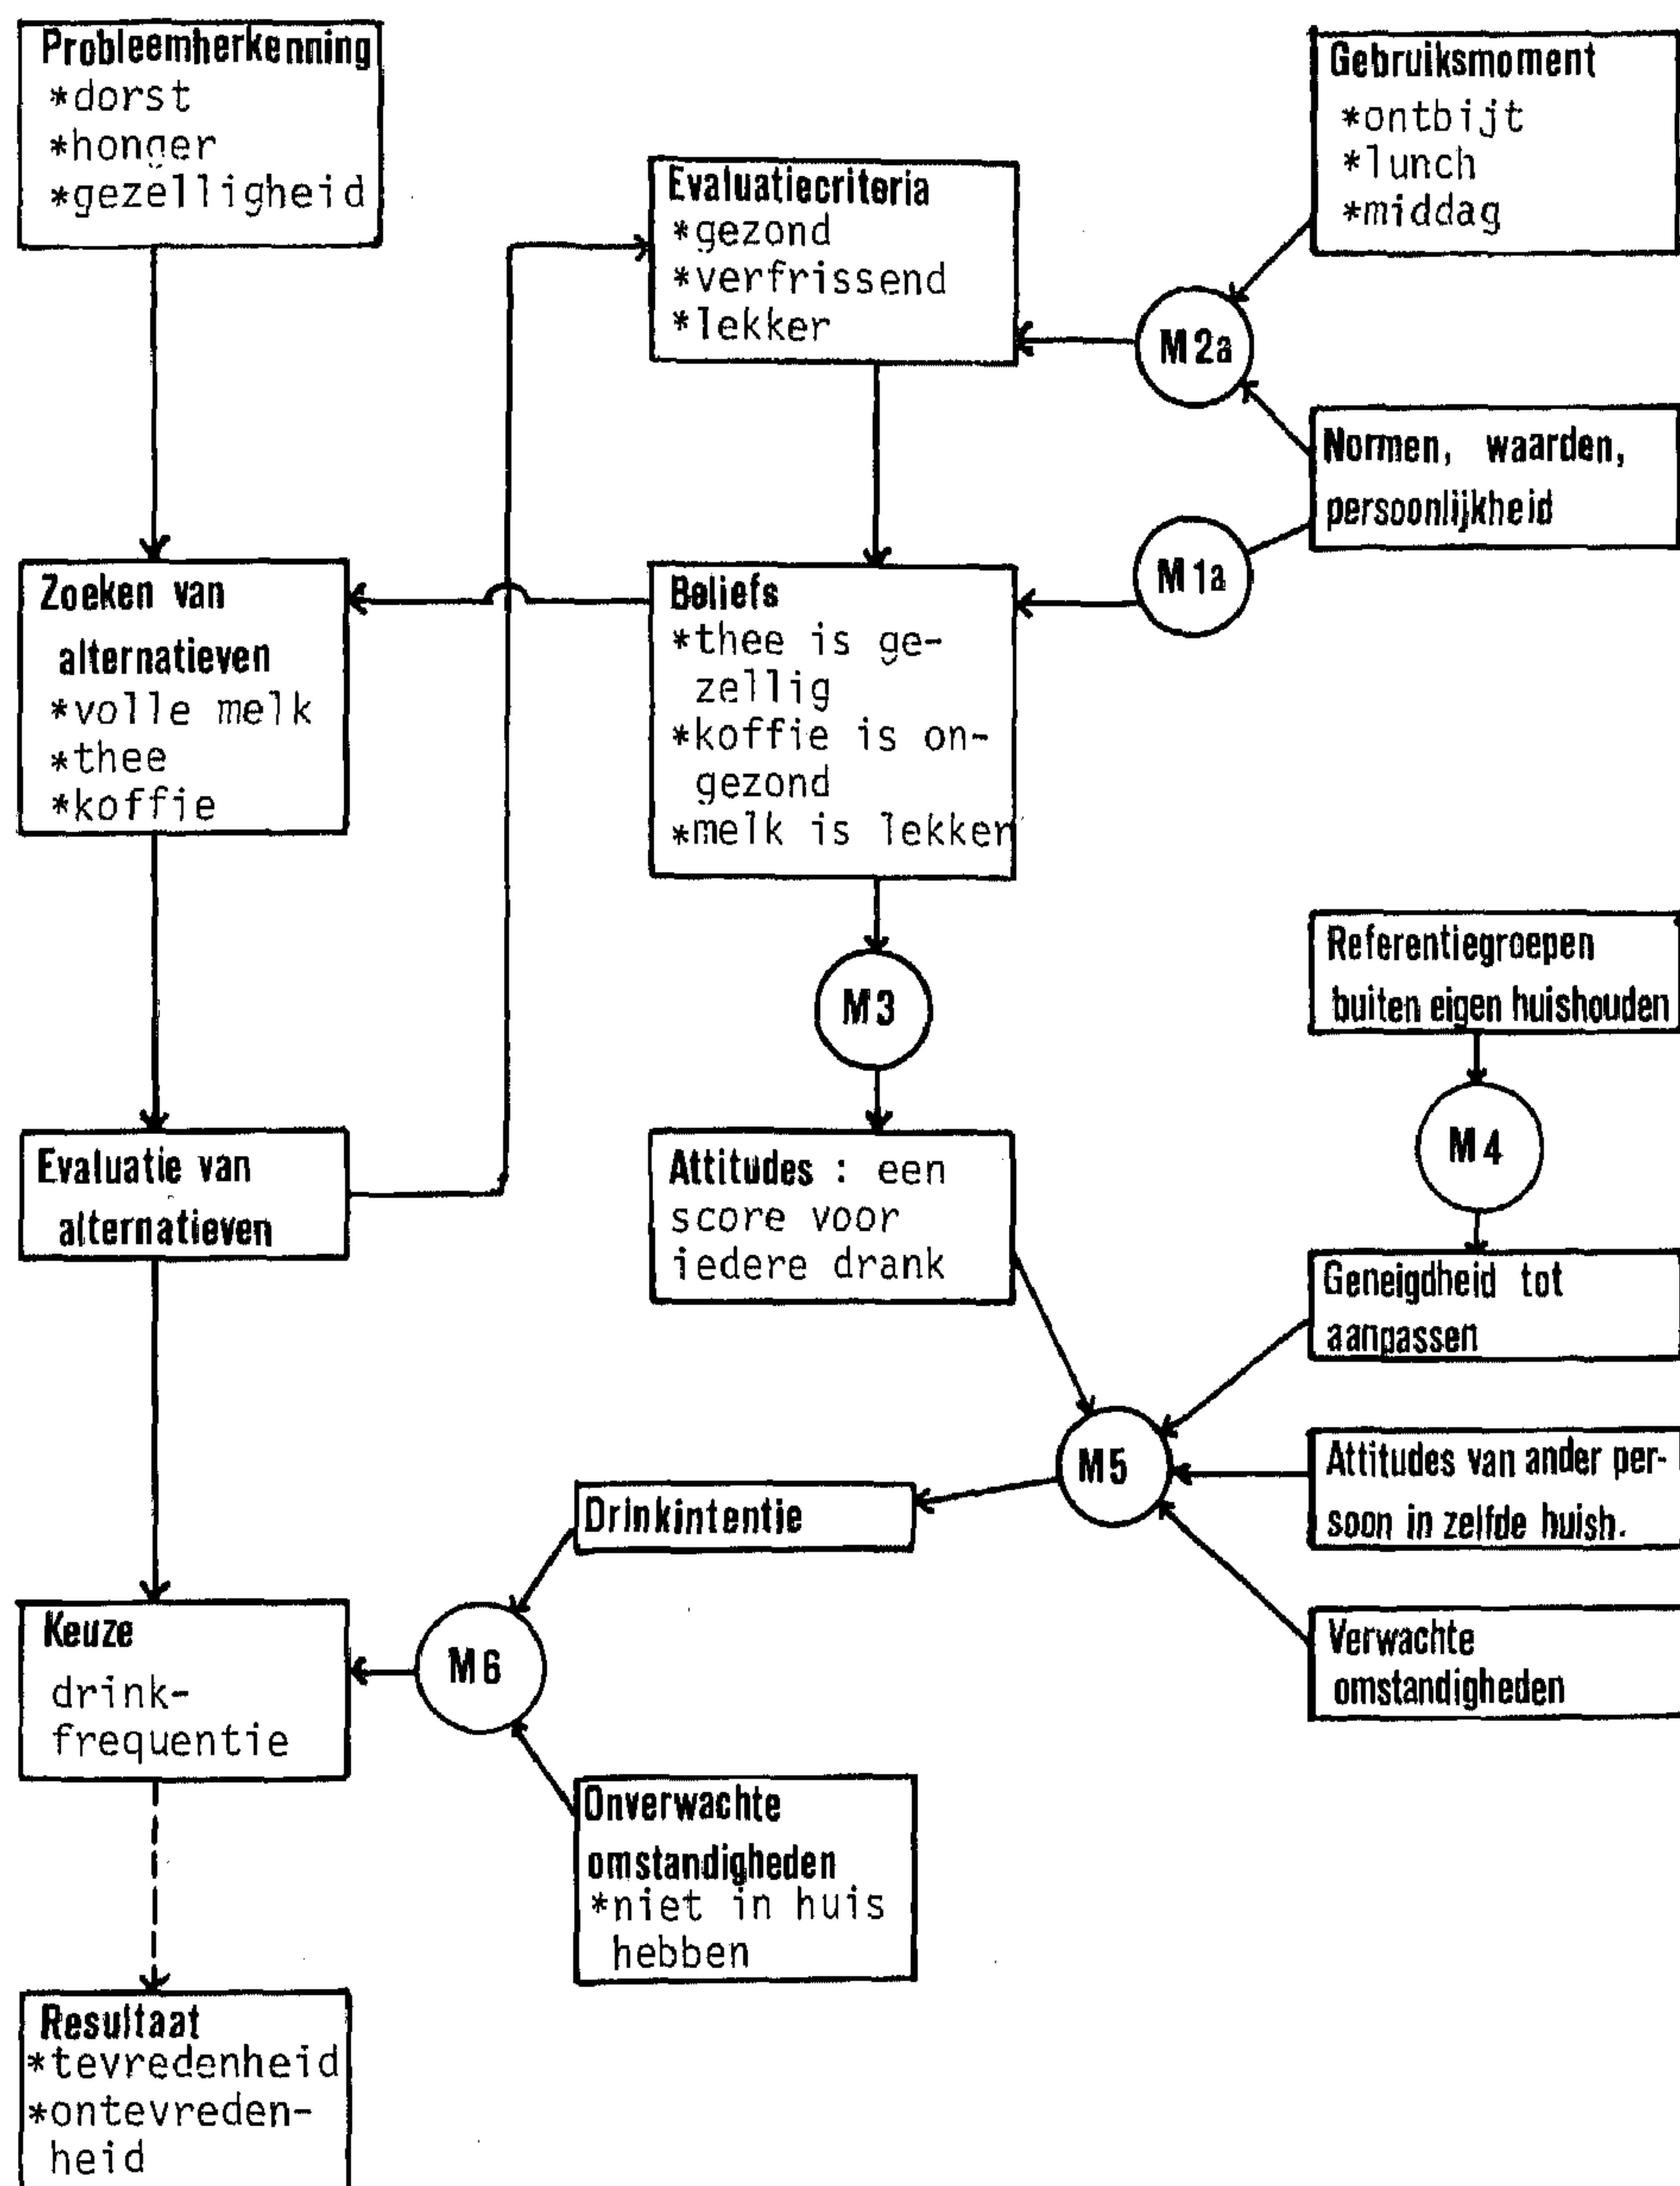 Probleemherkenning
*dorst
*honger
*gezelligheid
Gebruiksmoment
*ontbijt
*lunch
*middag
Evaluatiecriteria
*gezond
*verfrissend
*lekker
M2a
Normen, waarden,
persoonlijkheid
M1a
Zoeken van
alternatieven
*volle melk
*thee
*koffie
Beliefs
*thee is ge-
zellig
*koffie is on-
gezond
*melk is lekker
M3
Referentiegroepen
buiten eigen huishouden
M4
Evaluatie van
alternatieven
Attitudes : een
score voor
iedere drank
Geneigdheid tot
aanpassen
M5
Attitudes van ander per-
soon in zelfde huish.
Drinkintentie
Verwachte
omstandigheden
Keuze
drink-
frequentie
M6
Onverwachte
omstandigheden
*niet in huis
hebben
Resultaat
*tevredenheid
*ontevreden-
heid